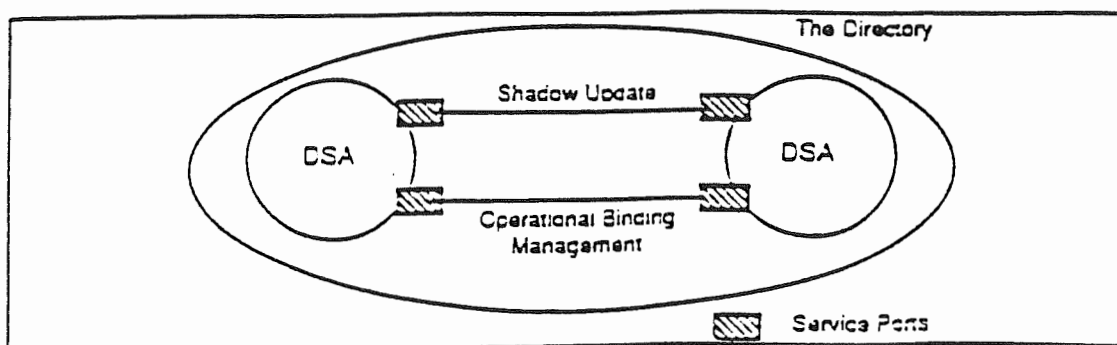 The Directory
Shadow Update
DSA
DSA
Operational Binding
Management
Service Ports